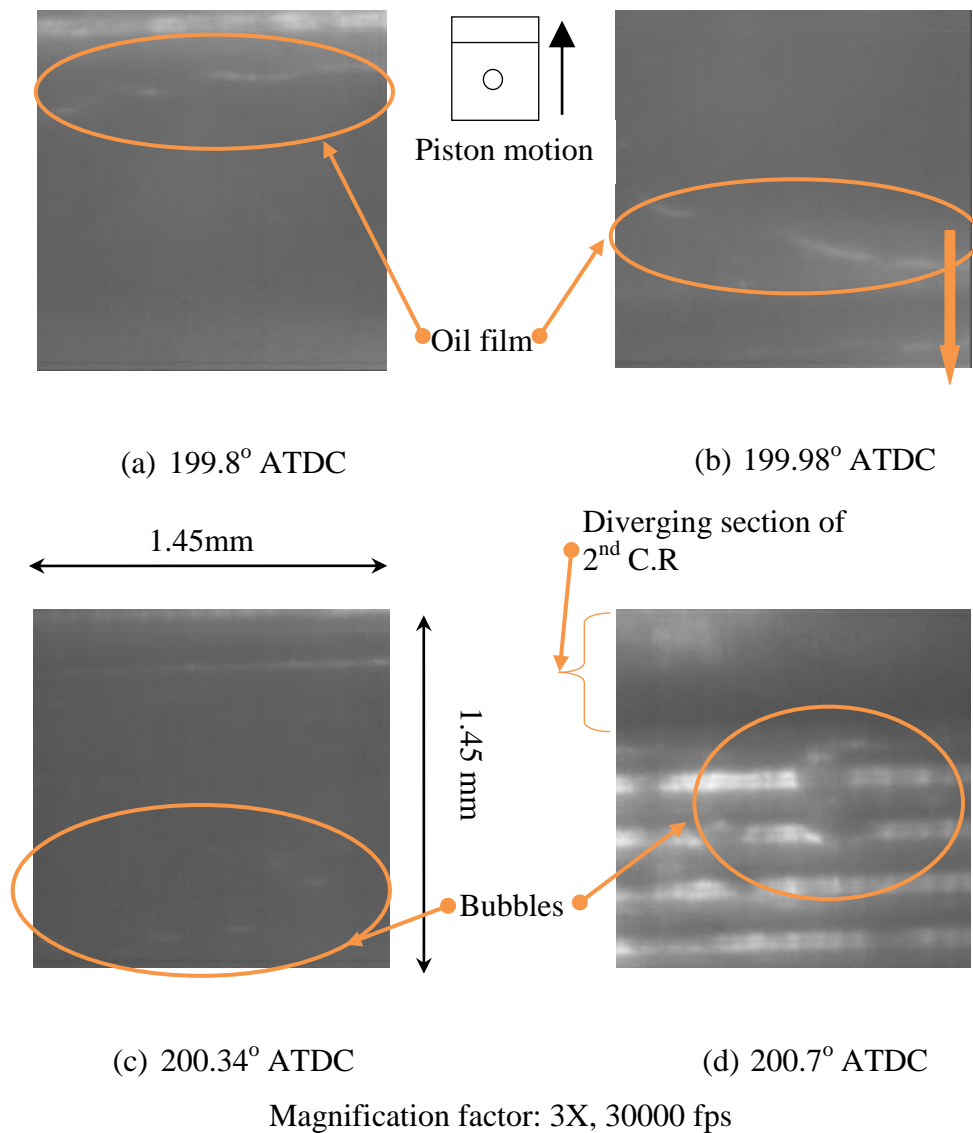 Piston motion
Oil film
(a) 199.8° ATDC
(b) 199.98° ATDC
1.45mm
Diverging section of
2nd C.R
1.45 mm
Bubbles
(c) 200.34° ATDC
(d) 200.7° ATDC
Magnification factor: 3X, 30000 fps